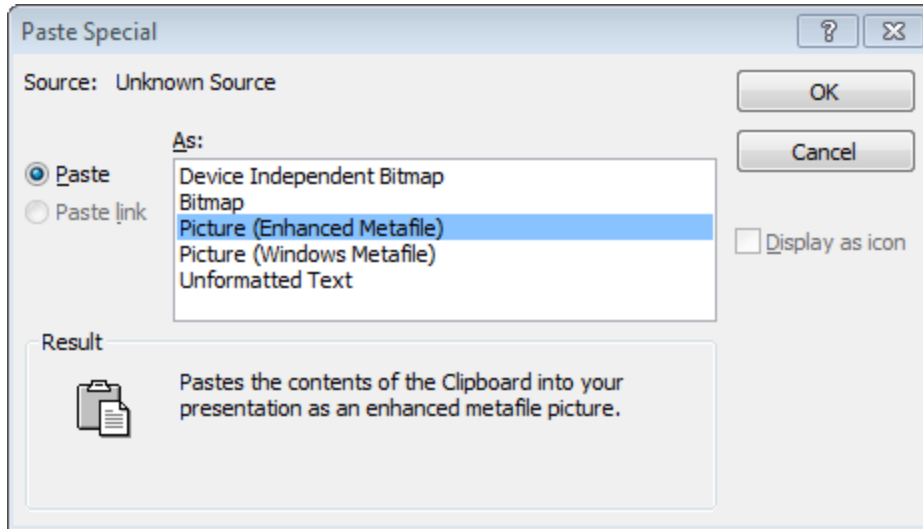 Paste Special
Source: Unknown Source
OK
As:
Cancel
Paste
Device Independent Bitmap
Bitmap
Paste link
Picture (Enhanced Metafile)
Picture (Windows Metafile)
Display as icon
Unformatted Text
Result
Pastes the contents of the Clipboard into your
presentation as an enhanced metafile picture.